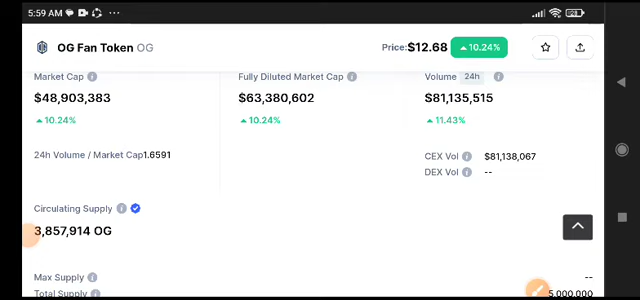 5:59 AM
OG Fan Token OG
Price:$12.68 10.24%
Market Cap Fully Diluted Market Cap Volume 24h
$48,903,383 $63,380,602 $81,135,515
10.24% 10.24% 11.43%
24h Volume / Market Cap1.6591 CEX Vol $81,138,067
DEX Vol --
Circulating Supply
3,857,914 OG
Max Supply --
Total Supply 5,000,000